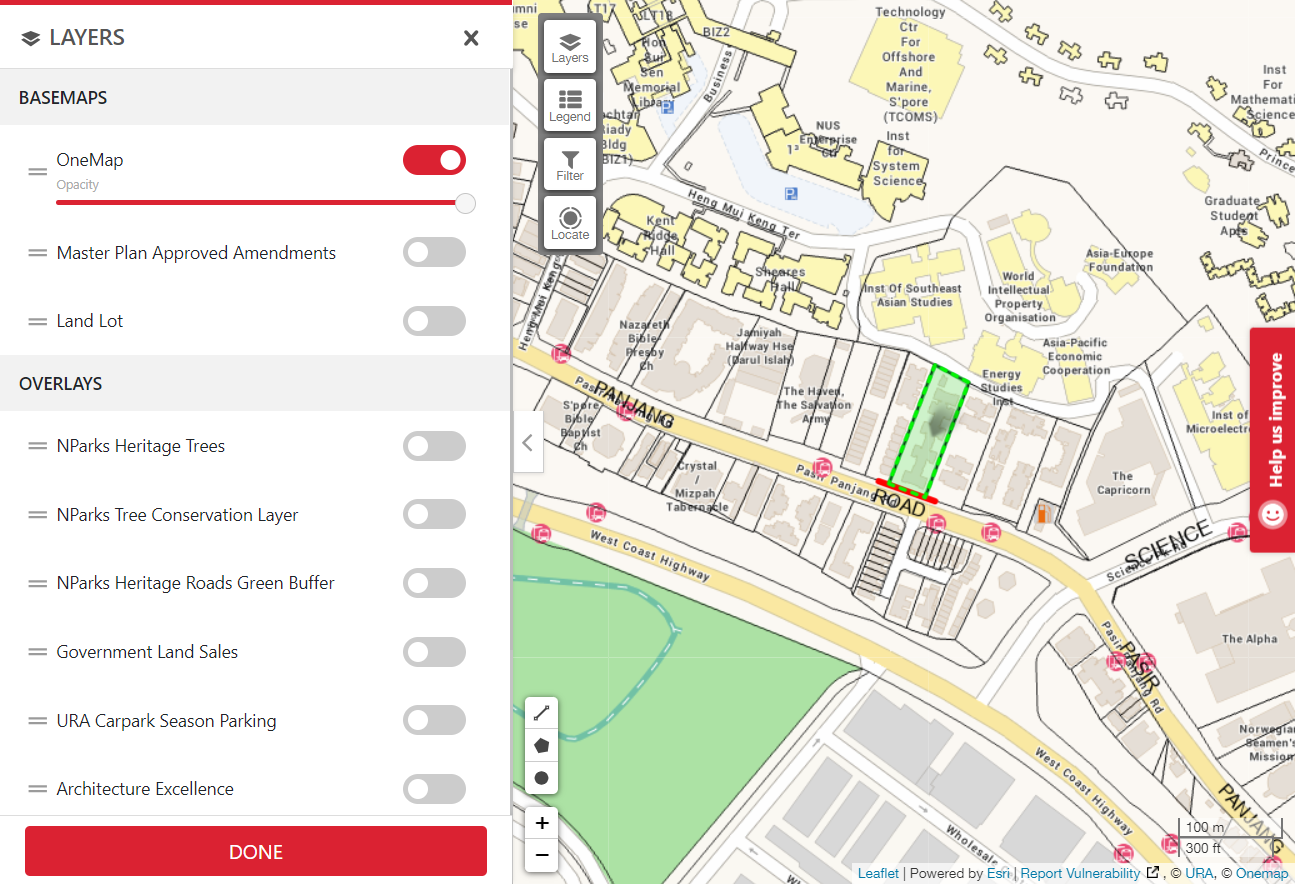 LAYERS
BASEMAPS
OneMap
Opacity
Master Plan Approved Amendments
Land Lot
OVERLAYS
NParks Heritage Trees
NParks Tree Conservation Layer
NParks Heritage Roads Green Buffer
Government Land Sales
URA Carpark Season Parking
Architecture Excellence
DONE
Layers
Legend
Filter
Locate
LT17
SLT18
BIZ2
Hon
Sui
Sen
Memorial
Business
BIZ1)
Technology
Ctr
For
Offshore
And
Marine,
S'pore
(TCOMS)
NUS
Enterprise
Ctr
Inst
for
System
Science
Inst
For
Mathematical
Sciences
Graduate
Student
Apts
Heng Mui Keng Ter
Kent
Ridge
Hall
Sheares
Hall
Heng Mui Keng
Inst Of Southeast
Asian Studies
World
Intellectual
Property
Organisation
Asia-Europe
Foundation
Asia-Pacific
Economic
Cooperation
Energy
Studies
Inst
Nazareth
Bible-
Presby
Ch
Jamiyah
Halfway Hse
(Darul Islah)
The Haven,
The Salvation
Army
PANJANG
S'pore
Bible
Baptist
Ch
Crystal
/
Mizpah
Tabernacle
Pasir Panjang Rd
ROAD
The
Capricorn
Inst of
SCIENCE
West Coast Highway
The Alpha
PASIR
Pasir Panjang Rd
Norwegian
Seamen's
Mission
West Coast Highway
PANJANG
Wholesale
100 m
300 ft
Help us improve
+
−
Leaflet | Powered by Esri | Report Vulnerability , © URA, © Onemap